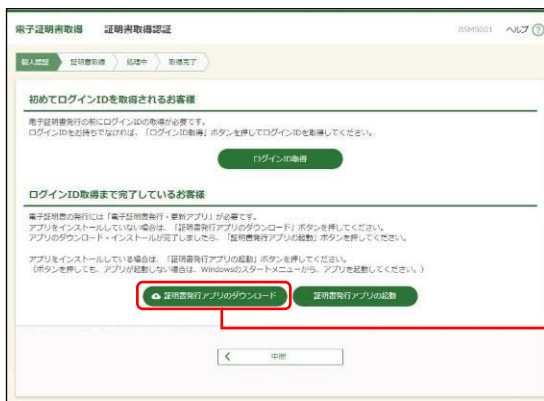 電子証明書取得 証明書取得認証 BSMS001 ヘルプ ?
個人認証 証明書取得 処理中 取得完了
初めてログインIDを取得されるお客様
電子証明書発行の前にログインIDの取得が必要です。
ログインIDをお持ちでなければ、「ログインID取得」ボタンを押してログインIDを取得してください。
ログインID取得
ログインID取得まで完了しているお客様
電子証明書の発行には「電子証明書発行・更新アプリ」が必要です。
アプリをインストールしていない場合は、「証明書発行アプリのダウンロード」ボタンを押してください。
アプリのダウンロード・インストールが完了しましたら、「証明書発行アプリの起動」ボタンを押してください。
アプリをインストールしている場合は、「証明書発行アプリの起動」ボタンを押してください。
（ボタンを押しても、アプリが起動しない場合は、Windowsのスタートメニューから、アプリを起動してください。）
証明書発行アプリのダウンロード 証明書発行アプリの起動
中断